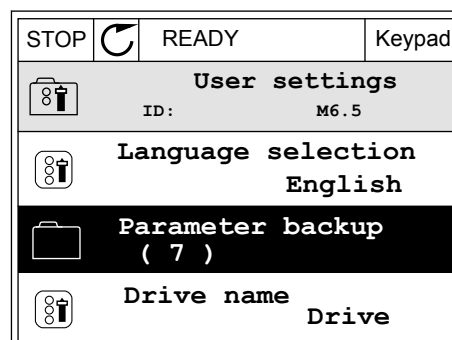 STOP READY Keypad
User settings
ID: M6.5
Language selection
English
Parameter backup
( 7 )
Drive name
Drive